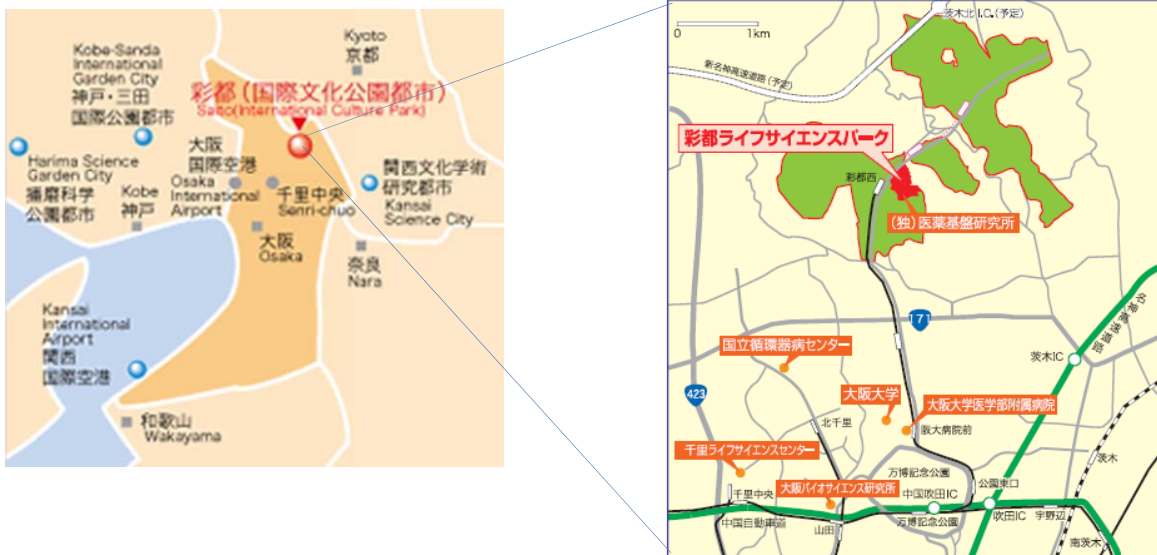 Kobe-Sanda
International
Garden City
神戸・三田
国際公園都市
Kyoto
京都
彩都(国際文化公園都市)
Saito(International Culture Park)
Harima Science
Garden City
播磨科学
公園都市
Kobe
神戸
大阪
国際空港
Osaka
International
Airport
千里中央
Senri-chuo
関西文化学術
研究都市
Kansai
Science City
大阪
Osaka
奈良
Nara
Kansai
International
Airport
関西
国際空港
和歌山
Wakayama
0 1km
茨木北I.C.(予定)
新名神高速道路(予定)
彩都ライフサイエンスパーク
彩都西
(独)医薬基盤研究所
171
名神高速道路
国立循環器病センター
茨木IC
423
大阪大学
大阪大学医学部附属病院
北千里
阪大病院前
千里ライフサイエンスセンター
万博記念公園
茨木
千里中央
大阪バイオサイエンス研究所
中国吹田IC
公園東口
中国自動車道
山田
万博記念公園
吹田IC
宇野辺
南茨木